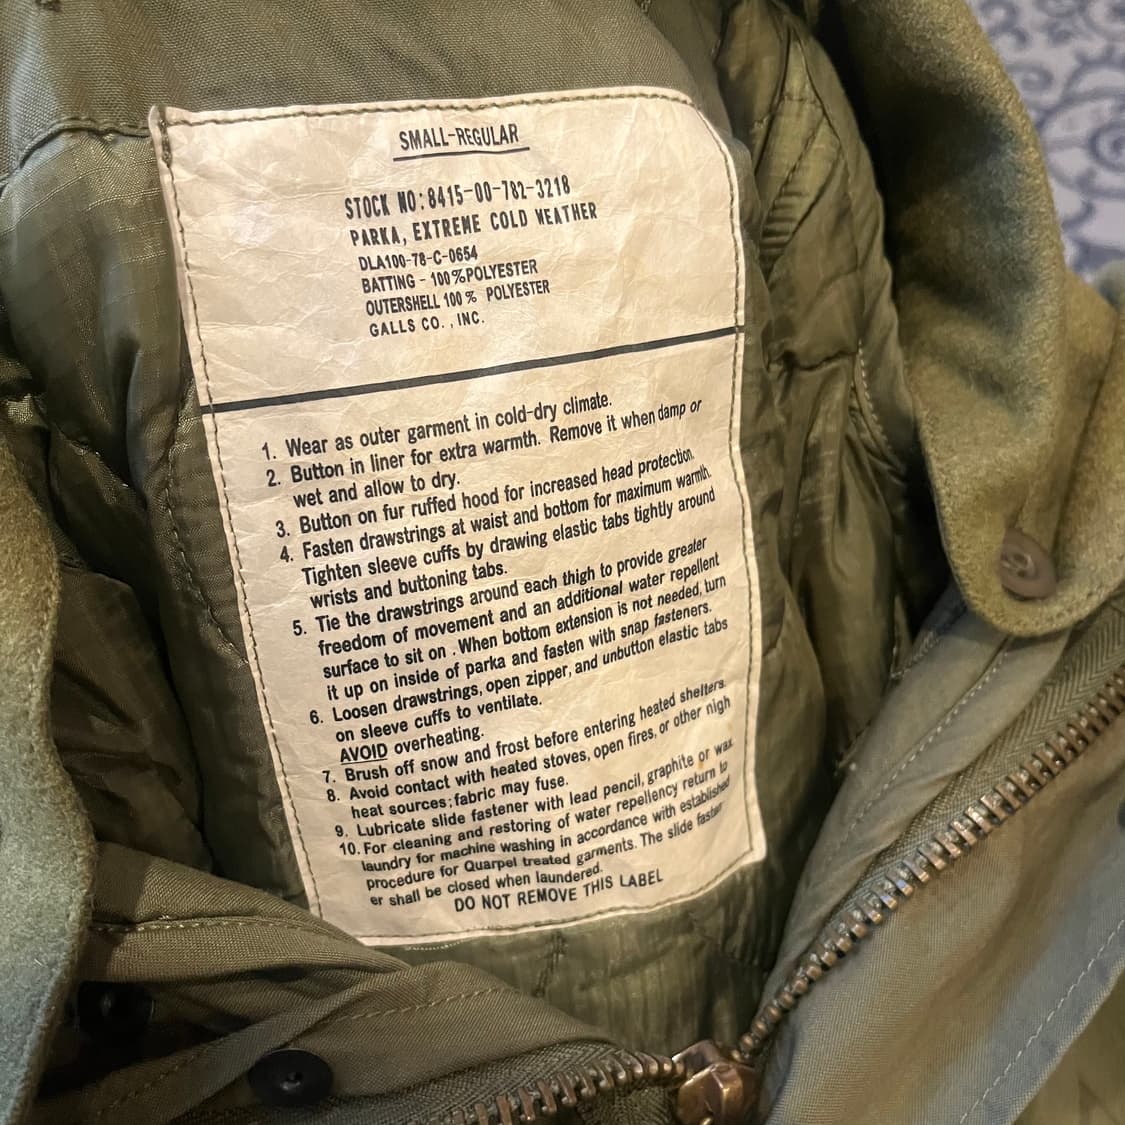 SMALL-REGULAR
STOCK NO:8415-00-782-3218
PARKA, EXTREME COLD WEATHER
DLA100-78-C-0654
BATTING - 100%POLYESTER
OUTERSHELL 100 % POLYESTER
GALLS CO. , INC.
1. Wear as outer garment in cold-dry climate.
2. Button in liner for extra warmth. Remove it when damp or
wet and allow to dry.
3. Button on fur ruffed hood for increased head protection.
4. Fasten drawstrings at waist and bottom for maximum warmth.
Tighten sleeve cuffs by drawing elastic tabs tightly around
wrists and buttoning tabs.
5. Tie the drawstrings around each thigh to provide greater
freedom of movement and an additional water repellent
surface to sit on . When bottom extension is not needed, turn
it up on inside of parka and fasten with snap fasteners.
6. Loosen drawstrings, open zipper, and unbutton elastic tabs
on sleeve cuffs to ventilate.
AVOID overheating.
7. Brush off snow and frost before entering heated shelters.
8. Avoid contact with heated stoves, open fires, or other nigh
heat sources; fabric may fuse.
9. Lubricate slide fastener with lead pencil, graphite or wax.
10. For cleaning and restoring of water repellency return to
laundry for machine washing in accordance with established
procedure for Quarpel treated garments. The slide fasten
er shall be closed when laundered.
DO NOT REMOVE THIS LABEL